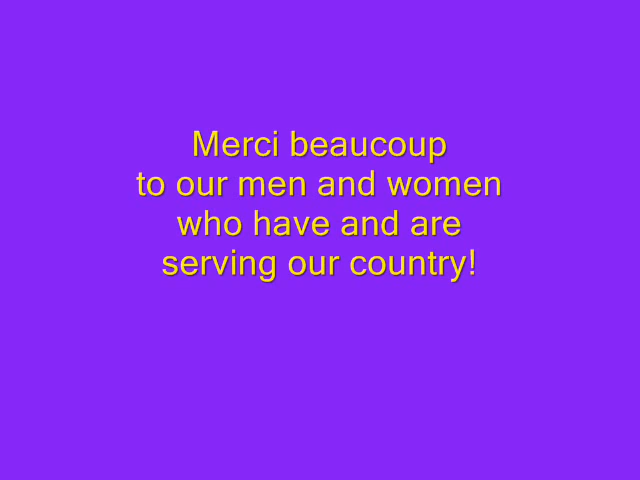 Merci beaucoup
to our men and women
who have and are
serving our country!